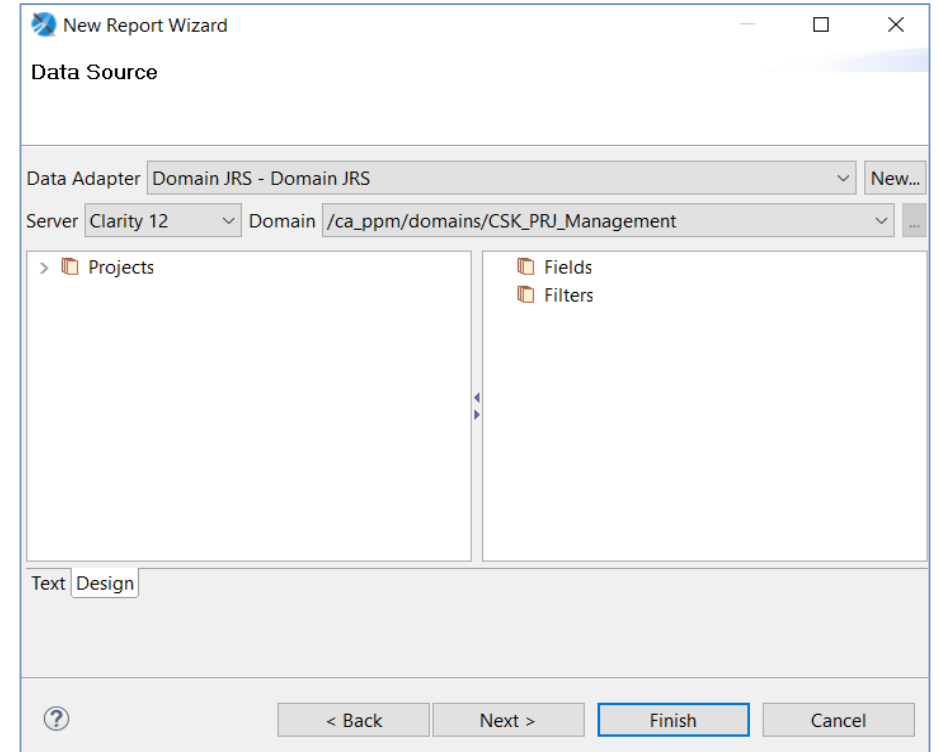 New Report Wizard
Data Source
Data Adapter Domain JRS - Domain JRS New...
Server Clarity 12 Domain /ca_ppm/domains/CSK_PRJ_Management ...
Projects
Fields
Filters
Text Design
? < Back Next > Finish Cancel